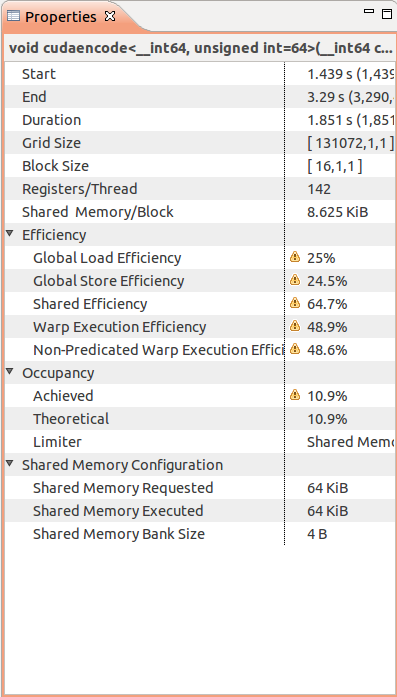 Properties
void cudaencode<__int64, unsigned int=64>(__int64 c...
Start 1.439 s (1,439
End 3.29 s (3,290,
Duration 1.851 s (1,851
Grid Size [ 131072,1,1 ]
Block Size [ 16,1,1 ]
Registers/Thread 142
Shared Memory/Block 8.625 KiB
Efficiency
Global Load Efficiency 25%
Global Store Efficiency 24.5%
Shared Efficiency 64.7%
Warp Execution Efficiency 48.9%
Non-Predicated Warp Execution Effici 48.6%
Occupancy
Achieved 10.9%
Theoretical 10.9%
Limiter Shared Memo
Shared Memory Configuration
Shared Memory Requested 64 KiB
Shared Memory Executed 64 KiB
Shared Memory Bank Size 4 B